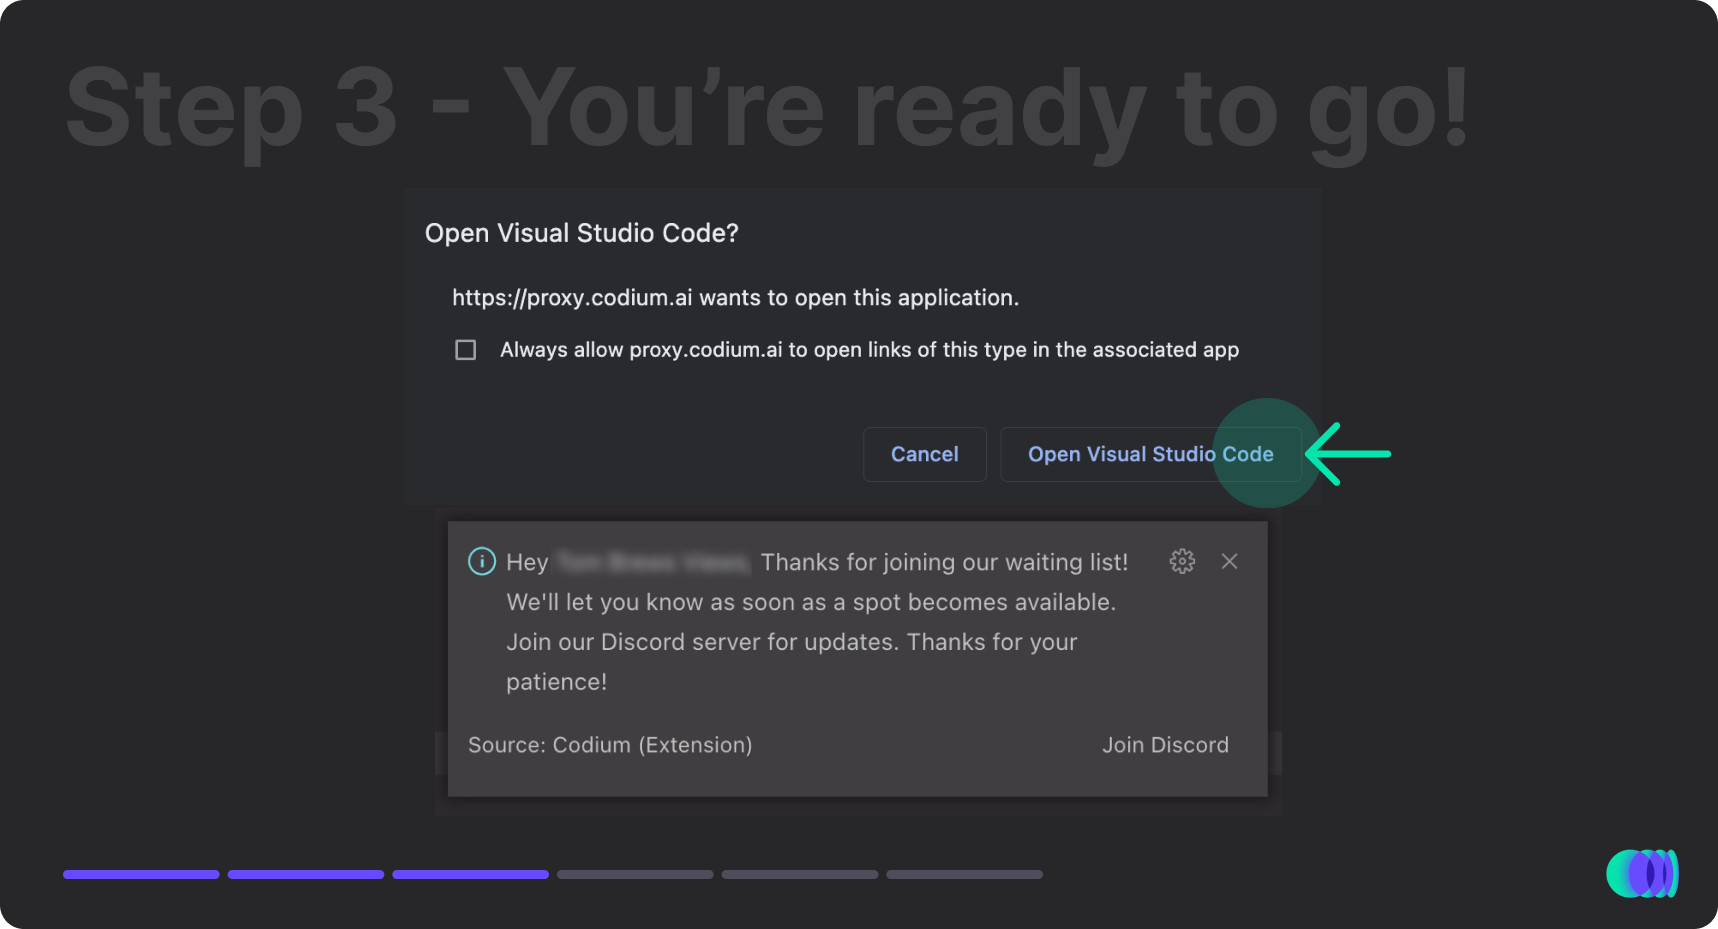 Step 3 - You’re ready to go!
Open Visual Studio Code?
https://proxy.codium.ai wants to open this application.
Always allow proxy.codium.ai to open links of this type in the associated app
Cancel
Open Visual Studio Code
Hey Thanks for joining our waiting list!
We'll let you know as soon as a spot becomes available.
Join our Discord server for updates. Thanks for your
patience!
Source: Codium (Extension)
Join Discord